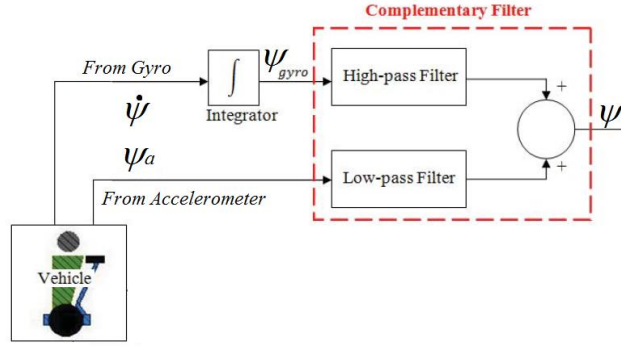 Complementary Filter
From Gyro
ψ̇
∫
Integrator
ψgyro
High-pass Filter
+
ψ
+
ψa
From Accelerometer
Low-pass Filter
Vehicle